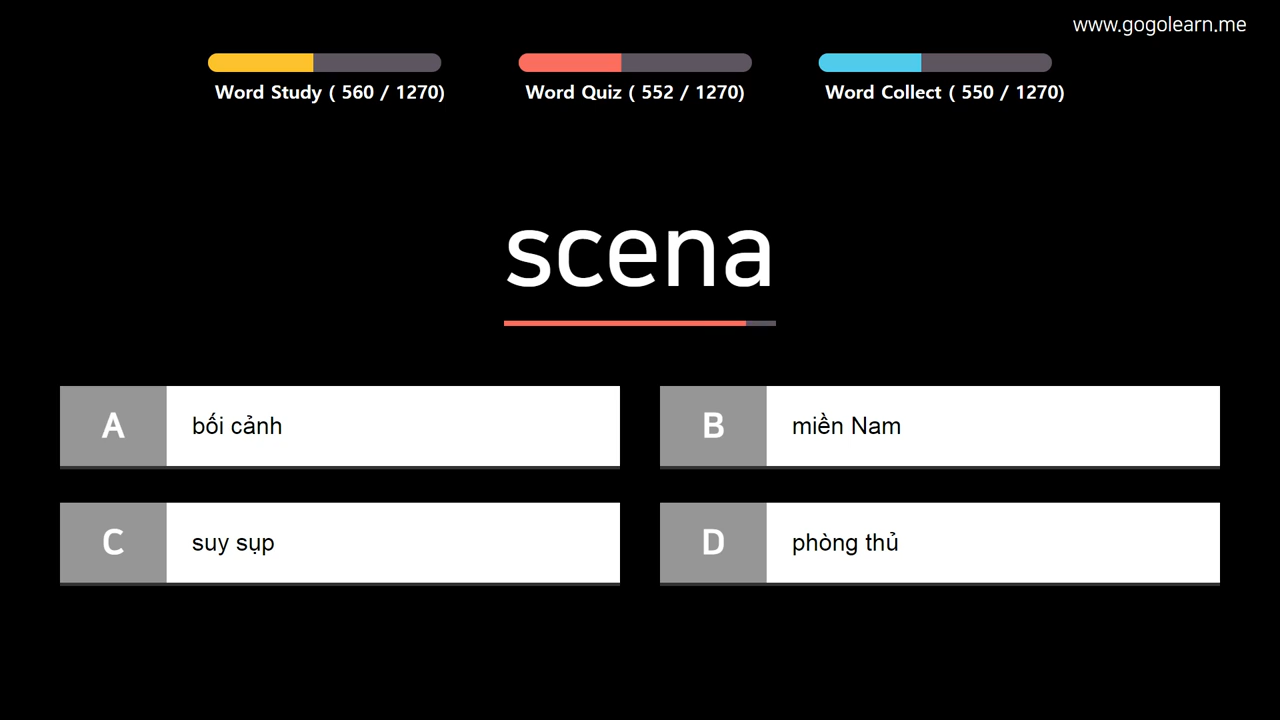 www.gogolearn.me
Word Study ( 560 / 1270)
Word Quiz ( 552 / 1270)
Word Collect ( 550 / 1270)
scena
A
bối cảnh
B
miền Nam
C
suy sụp
D
phòng thủ